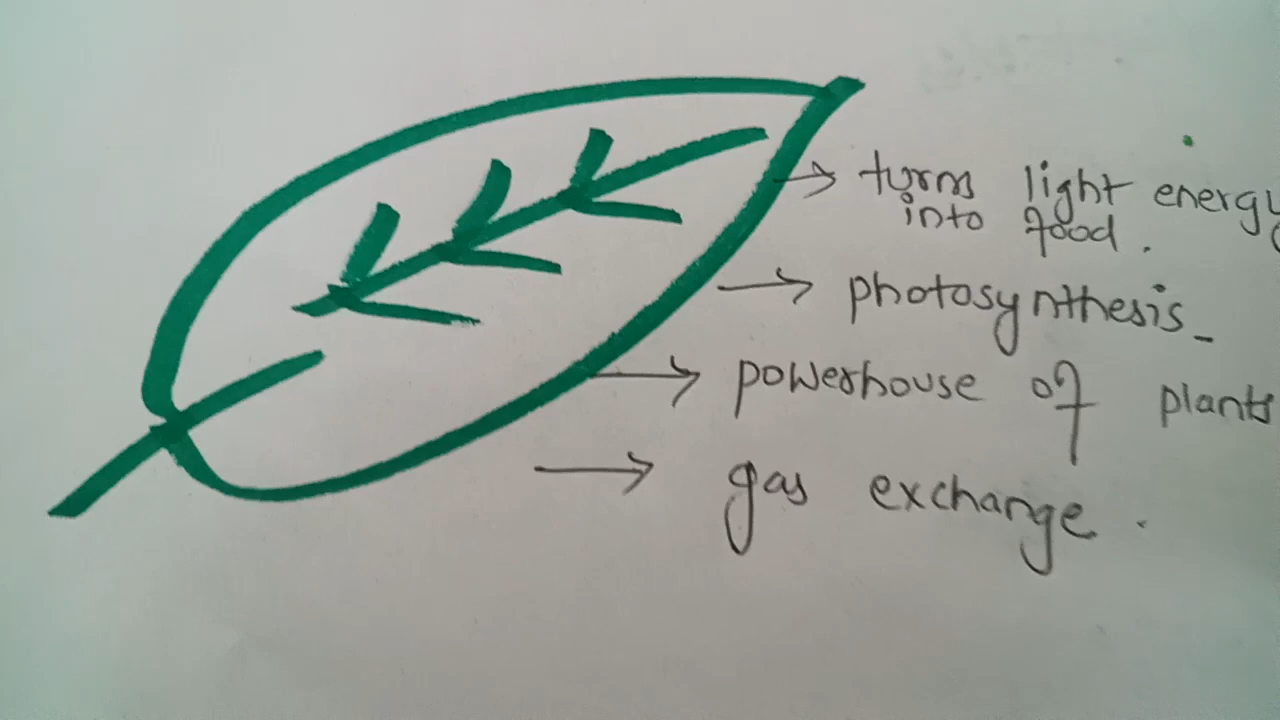 turns light energy
into food.
photosynthesis
powerhouse of plants
gas exchange.